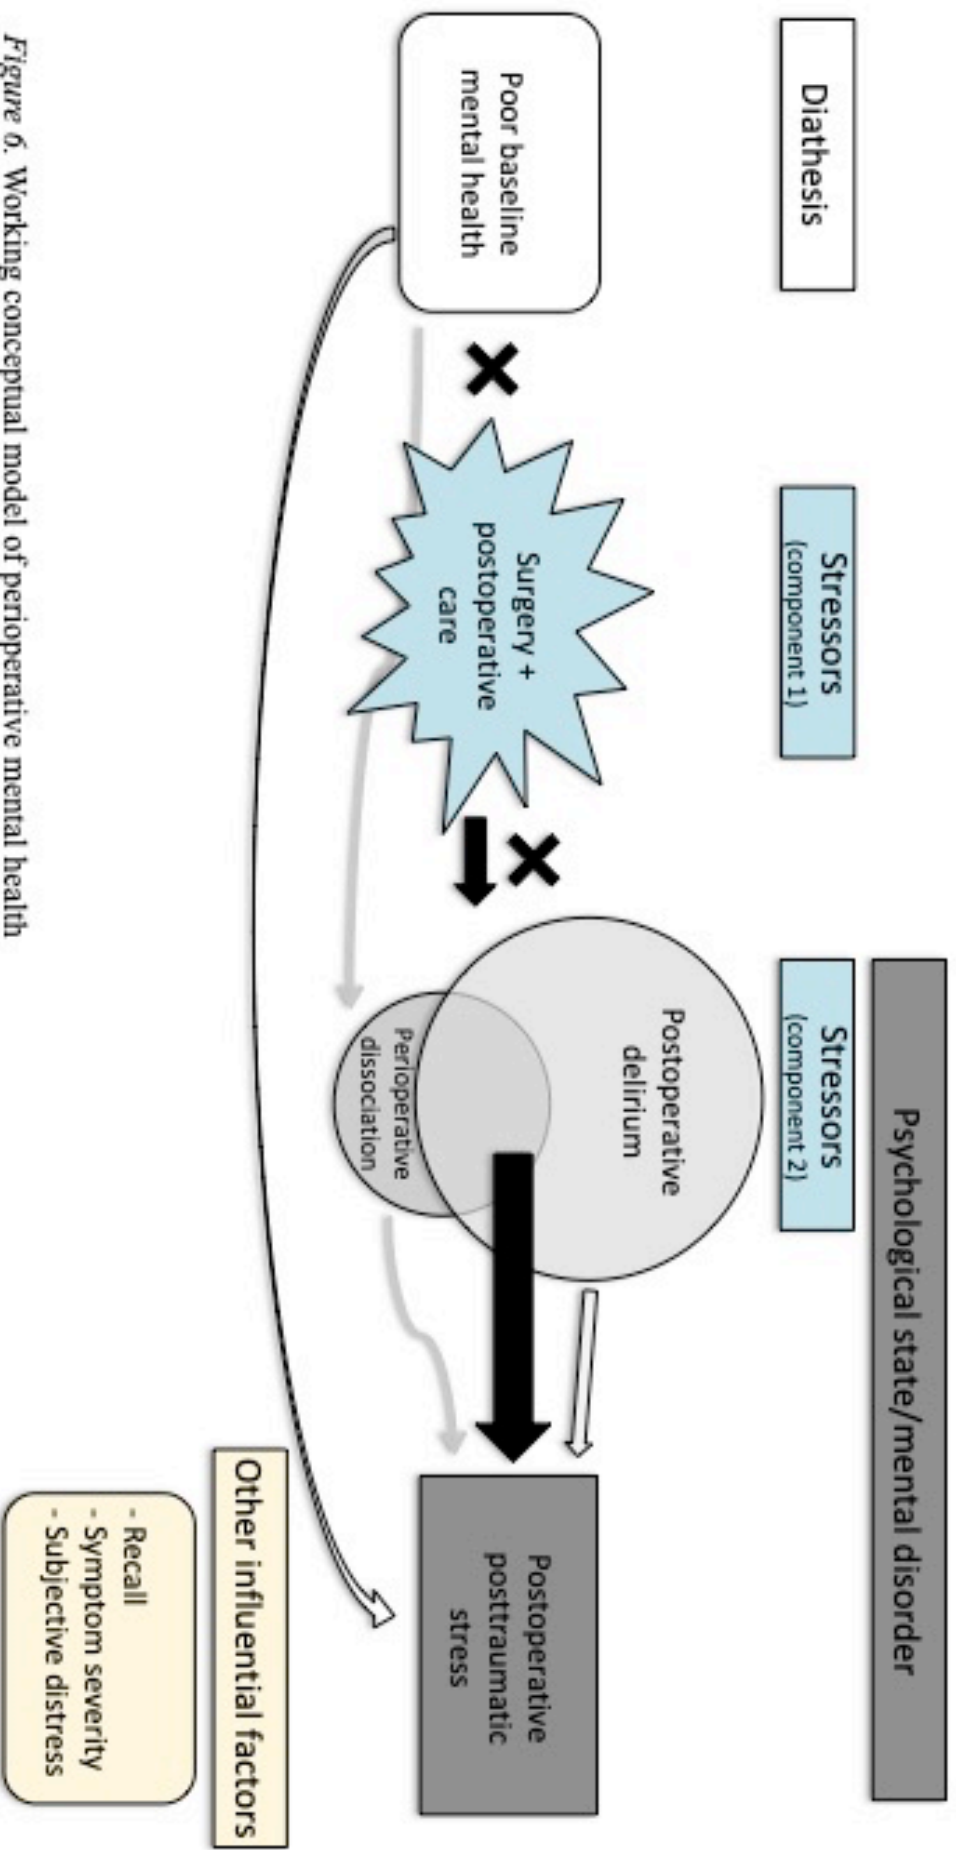 Psychological state/mental disorder
Diathesis
Stressors
(component 1)
Stressors
(component 2)
Poor baseline
mental health
Surgery +
postoperative
care
Postoperative
delirium
Perioperative
dissociation
Postoperative
posttraumatic
stress
Other influential factors
- Recall
- Symptom severity
- Subjective distress
Figure 6. Working conceptual model of perioperative mental health